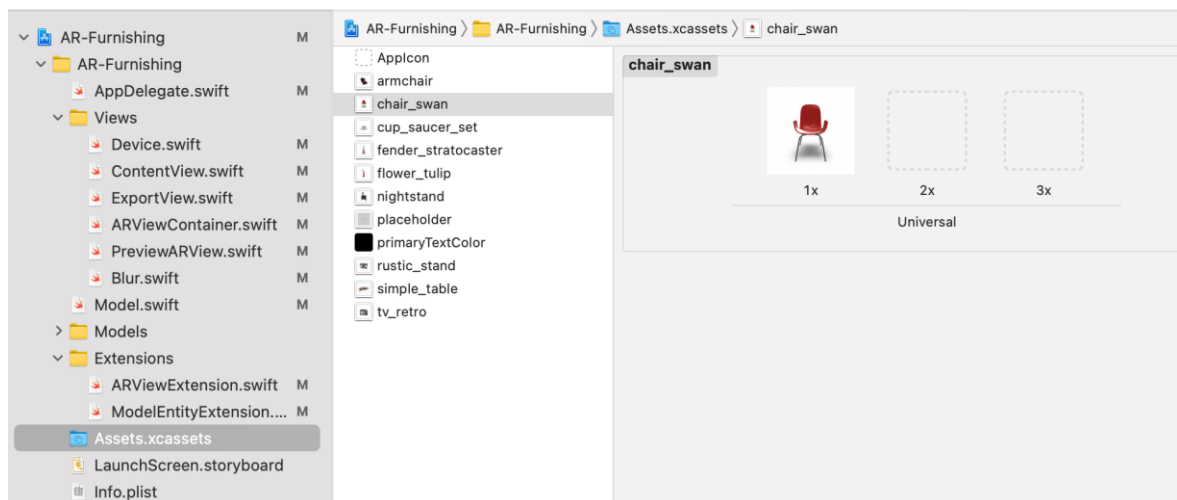 AR-Furnishing M
AR-Furnishing
AppDelegate.swift M
Views
Device.swift M
ContentView.swift M
ExportView.swift M
ARViewContainer.swift M
PreviewARView.swift M
Blur.swift M
Model.swift M
Models
Extensions
ARViewExtension.swift M
ModelEntityExtension.... M
Assets.xcassets
LaunchScreen.storyboard
Info.plist
AR-Furnishing 〉 AR-Furnishing 〉 Assets.xcassets 〉 chair_swan
AppIcon
armchair
chair_swan
cup_saucer_set
fender_stratocaster
flower_tulip
nightstand
placeholder
primaryTextColor
rustic_stand
simple_table
tv_retro
chair_swan
1x 2x 3x
Universal